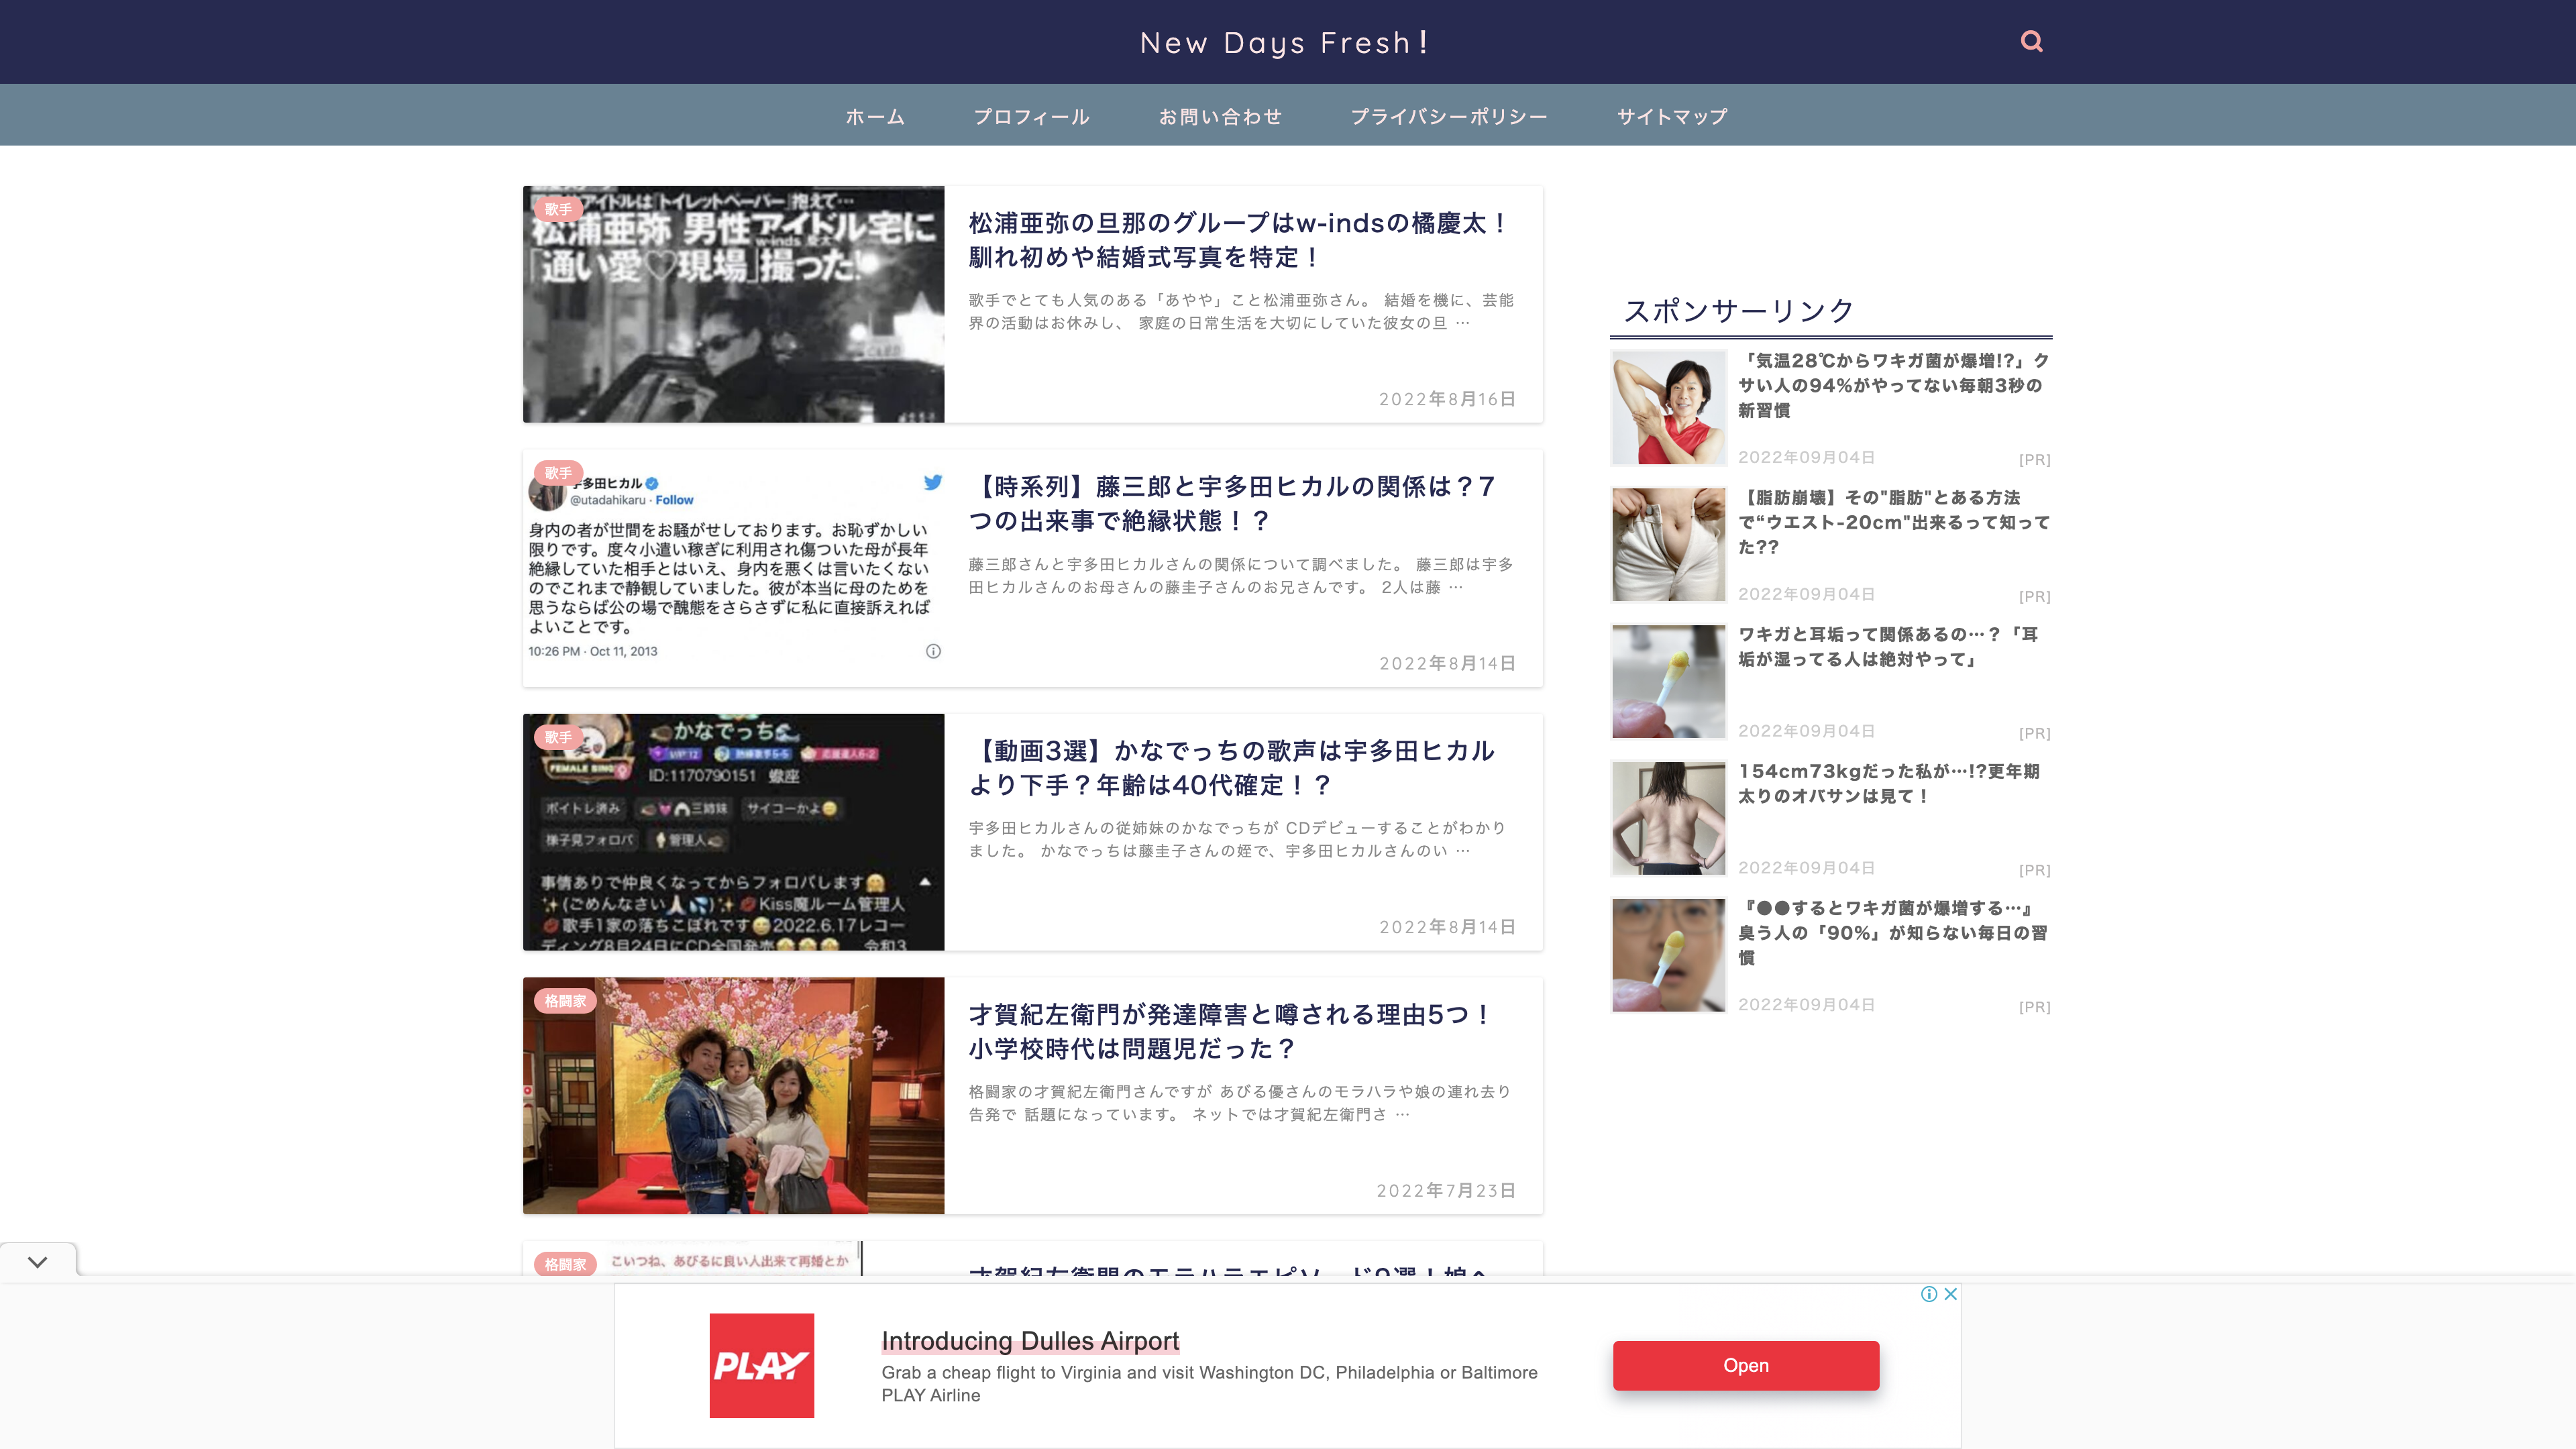 New Days Fresh！
ホーム
プロフィール
お問い合わせ
プライバシーポリシー
サイトマップ
アイドルは「トイレットペーパー」抱えて…
歌手
松浦亜弥 男性アイドル宅に
w-inds 慶太
「通い愛♡現場」撮った!
松浦亜弥の旦那のグループはw-indsの橘慶太！
馴れ初めや結婚式写真を特定！
歌手でとても人気のある「あやや」こと松浦亜弥さん。 結婚を機に、芸能
界の活動はお休みし、 家庭の日常生活を大切にしていた彼女の旦 …
2022年8月16日
歌手
宇多田ヒカル
@utadahikaru · Follow
身内の者が世間をお騒がせしております。お恥ずかしい
限りです。度々小遣い稼ぎに利用され傷ついた母が長年
絶縁していた相手とはいえ、身内を悪くは言いたくない
のでこれまで静観していました。彼が本当に母のためを
思うならば公の場で醜態をさらさずに私に直接訴えれば
よいことです。
10:26 PM · Oct 11, 2013
【時系列】藤三郎と宇多田ヒカルの関係は？7
つの出来事で絶縁状態！？
藤三郎さんと宇多田ヒカルさんの関係について調べました。 藤三郎は宇多
田ヒカルさんのお母さんの藤圭子さんのお兄さんです。 2人は藤 …
2022年8月14日
歌手
かなでっち
VIP 12
応援達人6-2
FEMALE SING
ID:1170790151 蠍座
ボイトレ済み
三姉妹
サイコーかよ😑
様子見フォロバ
管理人
事情ありで仲良くなってからフォロバします🤗
✨(ごめんなさい🙏💦)✨💋Kiss魔ルーム管理人
💋歌手1家の落ちこぼれです😅2022.6.17レコー
ディング8月24日にCD全国発売 令和3
【動画3選】かなでっちの歌声は宇多田ヒカル
より下手？年齢は40代確定！？
宇多田ヒカルさんの従姉妹のかなでっちが CDデビューすることがわかり
ました。 かなでっちは藤圭子さんの姪で、宇多田ヒカルさんのい …
2022年8月14日
格闘家
才賀紀左衛門が発達障害と噂される理由5つ！
小学校時代は問題児だった？
格闘家の才賀紀左衛門さんですが あびる優さんのモラハラや娘の連れ去り
告発で 話題になっています。 ネットでは才賀紀左衛門さ …
2022年7月23日
格闘家
こいつね、あびるに良い人出来て再婚とか
才賀紀左衛門のモラハラエピソード9選！娘へ
スポンサーリンク
「気温28℃からワキガ菌が爆増!?」ク
サい人の94%がやってない毎朝3秒の
新習慣
2022年09月04日
[PR]
【脂肪崩壊】その"脂肪"とある方法
で“ウエスト-20cm"出来るって知って
た??
2022年09月04日
[PR]
ワキガと耳垢って関係あるの…？「耳
垢が湿ってる人は絶対やって」
2022年09月04日
[PR]
154cm73kgだった私が…!?更年期
太りのオバサンは見て！
2022年09月04日
[PR]
『●●するとワキガ菌が爆増する…』
臭う人の「90%」が知らない毎日の習
慣
2022年09月04日
[PR]
PLAY
Introducing Dulles Airport
Grab a cheap flight to Virginia and visit Washington DC, Philadelphia or Baltimore
PLAY Airline
Open